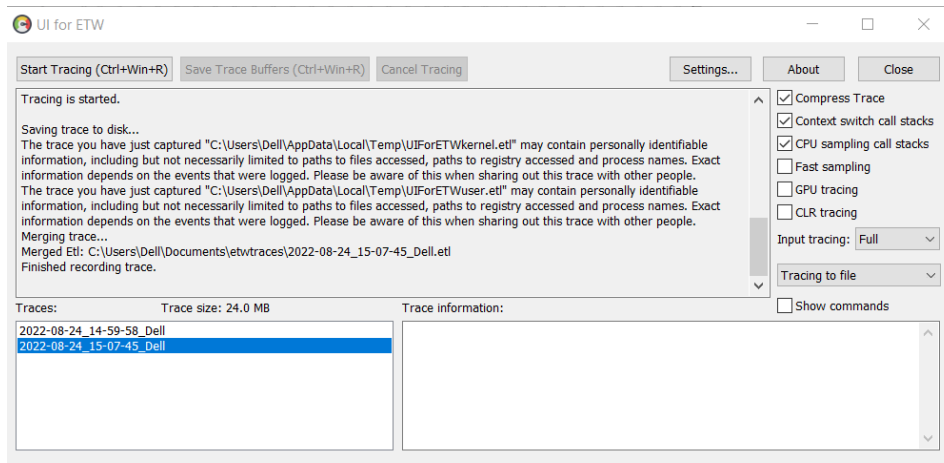 UI for ETW
Start Tracing (Ctrl+Win+R) Save Trace Buffers (Ctrl+Win+R) Cancel Tracing Settings... About Close
Tracing is started.
Saving trace to disk...
The trace you have just captured "C:\Users\Dell\AppData\Local\Temp\UIForETWkernel.etl" may contain personally identifiable
information, including but not necessarily limited to paths to files accessed, paths to registry accessed and process names. Exact
information depends on the events that were logged. Please be aware of this when sharing out this trace with other people.
The trace you have just captured "C:\Users\Dell\AppData\Local\Temp\UIForETWuser.etl" may contain personally identifiable
information, including but not necessarily limited to paths to files accessed, paths to registry accessed and process names. Exact
information depends on the events that were logged. Please be aware of this when sharing out this trace with other people.
Merging trace...
Merged Etl: C:\Users\Dell\Documents\etwtraces\2022-08-24_15-07-45_Dell.etl
Finished recording trace.
Compress Trace
Context switch call stacks
CPU sampling call stacks
Fast sampling
GPU tracing
CLR tracing
Input tracing: Full
Tracing to file
Show commands
Traces: Trace size: 24.0 MB Trace information:
2022-08-24_14-59-58_Dell
2022-08-24_15-07-45_Dell